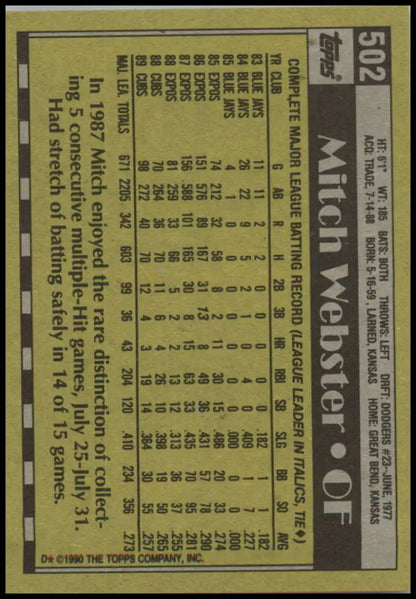 502
Topps
HT: 6'1" WT: 185 BATS: BOTH THROWS: LEFT DRFT: DODGERS #23-JUNE, 1977
ACQ: TRADE, 7-14-88 BORN: 5-16-59, LARNED, KANSAS HOME: GREAT BEND, KANSAS
Mitch Webster • OF
COMPLETE MAJOR LEAGUE BATTING RECORD (LEAGUE LEADER IN ITALICS, TIE♦)
YR CLUB G AB R H 2B 3B HR RBI SB SLG BB SO AVG
83 BLUE JAYS 11 11 2 2 0 0 0 0 0 .182 1 1 .182
84 BLUE JAYS 26 22 9 5 2 1 0 4 0 .409 1 7 .227
85 BLUE JAYS 4 1 0 0 0 0 0 0 0 .000 0 0 .000
85 EXPOS 74 212 32 58 8 2 11 30 15 .486 20 33 .274
86 EXPOS 151 576 89 167 31 13 8 49 36 .431 57 78 .290
87 EXPOS 156 588 101 165 30 8 15 63 33 .435 70 95 .281
88 EXPOS 81 259 33 66 5 2 2 13 12 .313 36 37 .255
88 CUBS 70 264 36 70 11 6 4 26 10 .398 19 50 .265
89 CUBS 98 272 40 70 12 4 3 19 14 .364 30 55 .257
MAJ. LEA. TOTALS 671 2205 342 603 99 36 43 204 120 .410 234 356 .273
In 1987 Mitch enjoyed the rare distinction of collect-
ing 5 consecutive multiple-Hit games, July 25-July 31.
Had stretch of batting safely in 14 of 15 games.
D* ©1990 THE TOPPS COMPANY, INC.